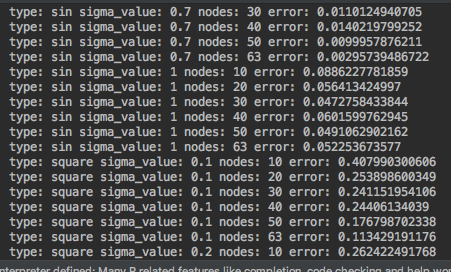 type: sin sigma_value: 0.7 nodes: 30 error: 0.0110124940705
type: sin sigma_value: 0.7 nodes: 40 error: 0.0140219799252
type: sin sigma_value: 0.7 nodes: 50 error: 0.0099957876211
type: sin sigma_value: 0.7 nodes: 63 error: 0.00295739486722
type: sin sigma_value: 1 nodes: 10 error: 0.0886227781859
type: sin sigma_value: 1 nodes: 20 error: 0.056413424997
type: sin sigma_value: 1 nodes: 30 error: 0.0472758433844
type: sin sigma_value: 1 nodes: 40 error: 0.0601599762945
type: sin sigma_value: 1 nodes: 50 error: 0.0491062902162
type: sin sigma_value: 1 nodes: 63 error: 0.052253673577
type: square sigma_value: 0.1 nodes: 10 error: 0.407990300606
type: square sigma_value: 0.1 nodes: 20 error: 0.253898600349
type: square sigma_value: 0.1 nodes: 30 error: 0.241151954106
type: square sigma_value: 0.1 nodes: 40 error: 0.24406134039
type: square sigma_value: 0.1 nodes: 50 error: 0.176798702338
type: square sigma_value: 0.1 nodes: 63 error: 0.113429191176
type: square sigma_value: 0.2 nodes: 10 error: 0.262422491768
nterpreter defined: Many R related features like completion, code checking and help won